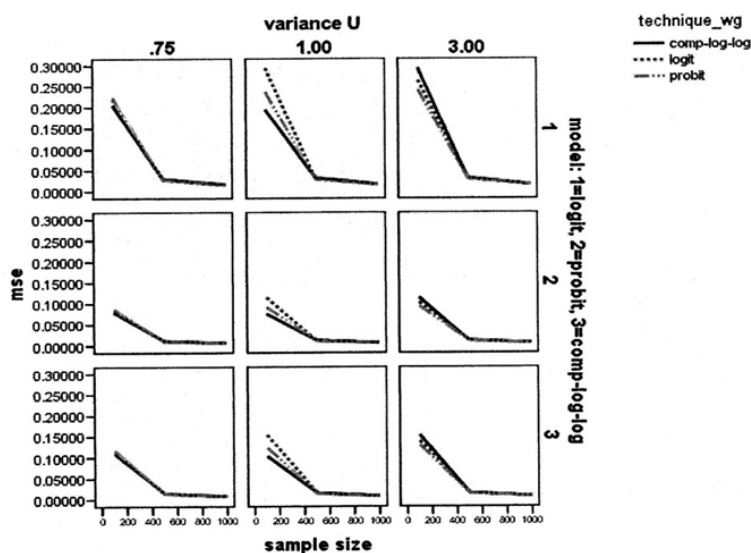 variance U
.75 1.00 3.00
technique_wg
comp-log-log
logit
probit
0.30000
0.25000
0.20000
0.15000
0.10000
0.05000
0.00000
1
0.30000
0.25000
0.20000
0.15000
0.10000
0.05000
0.00000
2
0.30000
0.25000
0.20000
0.15000
0.10000
0.05000
0.00000
3
mse
model: 1=logit, 2=probit, 3=comp-log-log
0 200 400 600 800 1000 0 200 400 600 800 1000 0 200 400 600 800 1000
sample size